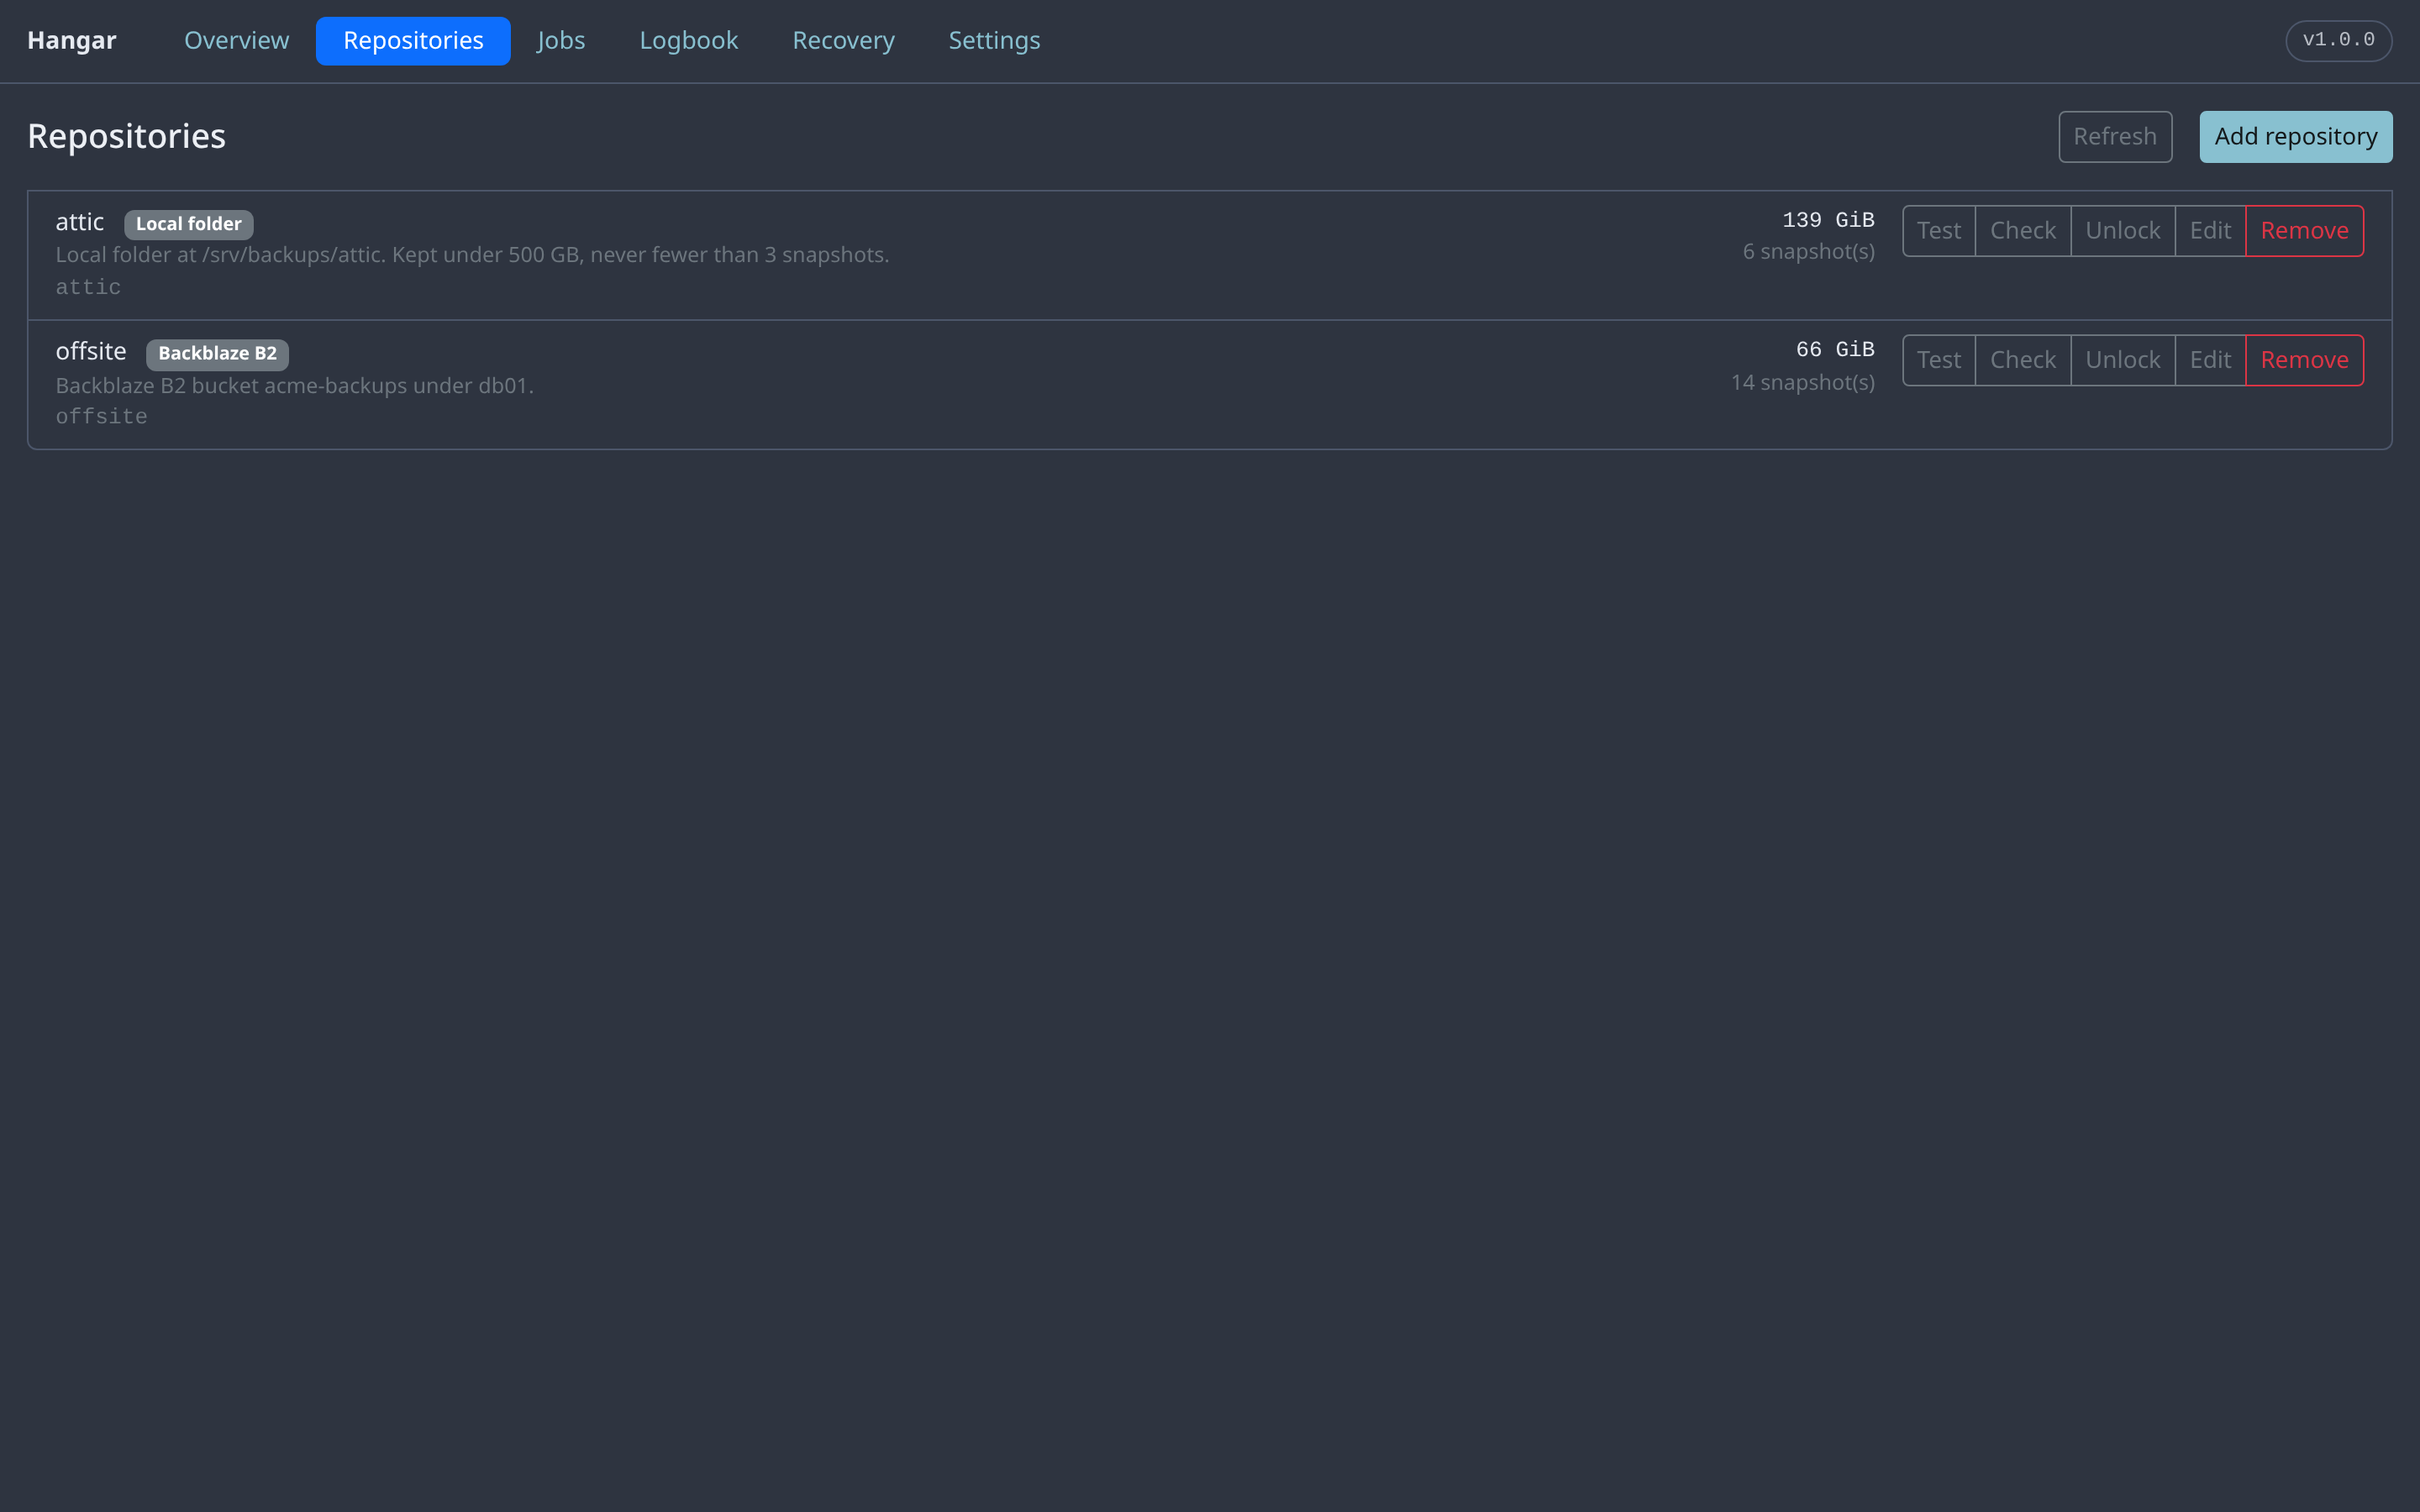 Hangar Overview Repositories Jobs Logbook Recovery Settings v1.0.0
Repositories Refresh Add repository
attic Local folder 139 GiB Test Check Unlock Edit Remove
Local folder at /srv/backups/attic. Kept under 500 GB, never fewer than 3 snapshots. 6 snapshot(s)
attic
offsite Backblaze B2 66 GiB Test Check Unlock Edit Remove
Backblaze B2 bucket acme-backups under db01. 14 snapshot(s)
offsite